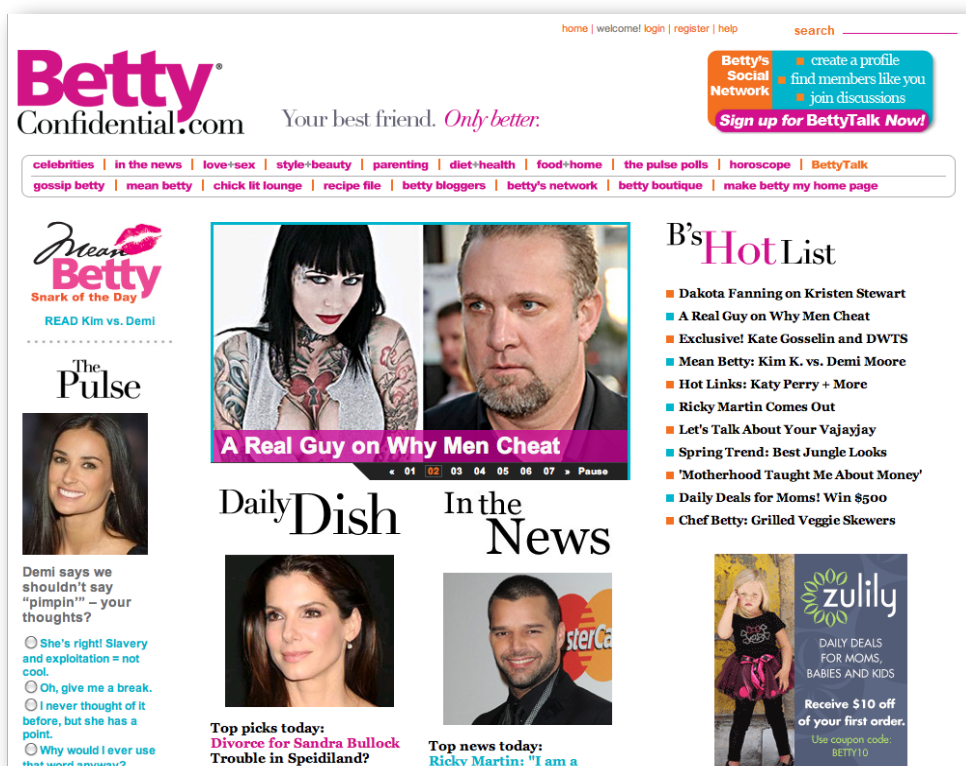 home | welcome! login | register | help
search
Betty®
Confidential.com
Your best friend. Only better.
Betty's
Social
Network
create a profile
find members like you
join discussions
Sign up for BettyTalk Now!
celebrities | in the news | love+sex | style+beauty | parenting | diet+health | food+home | the pulse polls | horoscope | BettyTalk
gossip betty | mean betty | chick lit lounge | recipe file | betty bloggers | betty's network | betty boutique | make betty my home page
Mean
Betty
Snark of the Day
READ Kim vs. Demi
The
Pulse
Demi says we
shouldn't say
"pimpin'" – your
thoughts?
She's right! Slavery
and exploitation = not
cool.
Oh, give me a break.
I never thought of it
before, but she has a
point.
Why would I ever use
that word anyway?
A Real Guy on Why Men Cheat
« 01 02 03 04 05 06 07 » Pause
Daily Dish
Top picks today:
Divorce for Sandra Bullock
Trouble in Speidiland?
In the
News
sterCa
Top news today:
Ricky Martin: "I am a
B's Hot List
Dakota Fanning on Kristen Stewart
A Real Guy on Why Men Cheat
Exclusive! Kate Gosselin and DWTS
Mean Betty: Kim K. vs. Demi Moore
Hot Links: Katy Perry + More
Ricky Martin Comes Out
Let's Talk About Your Vajayjay
Spring Trend: Best Jungle Looks
'Motherhood Taught Me About Money'
Daily Deals for Moms! Win $500
Chef Betty: Grilled Veggie Skewers
zulily
DAILY DEALS
FOR MOMS,
BABIES AND KIDS
Receive $10 off
of your first order.
Use coupon code:
BETTY10